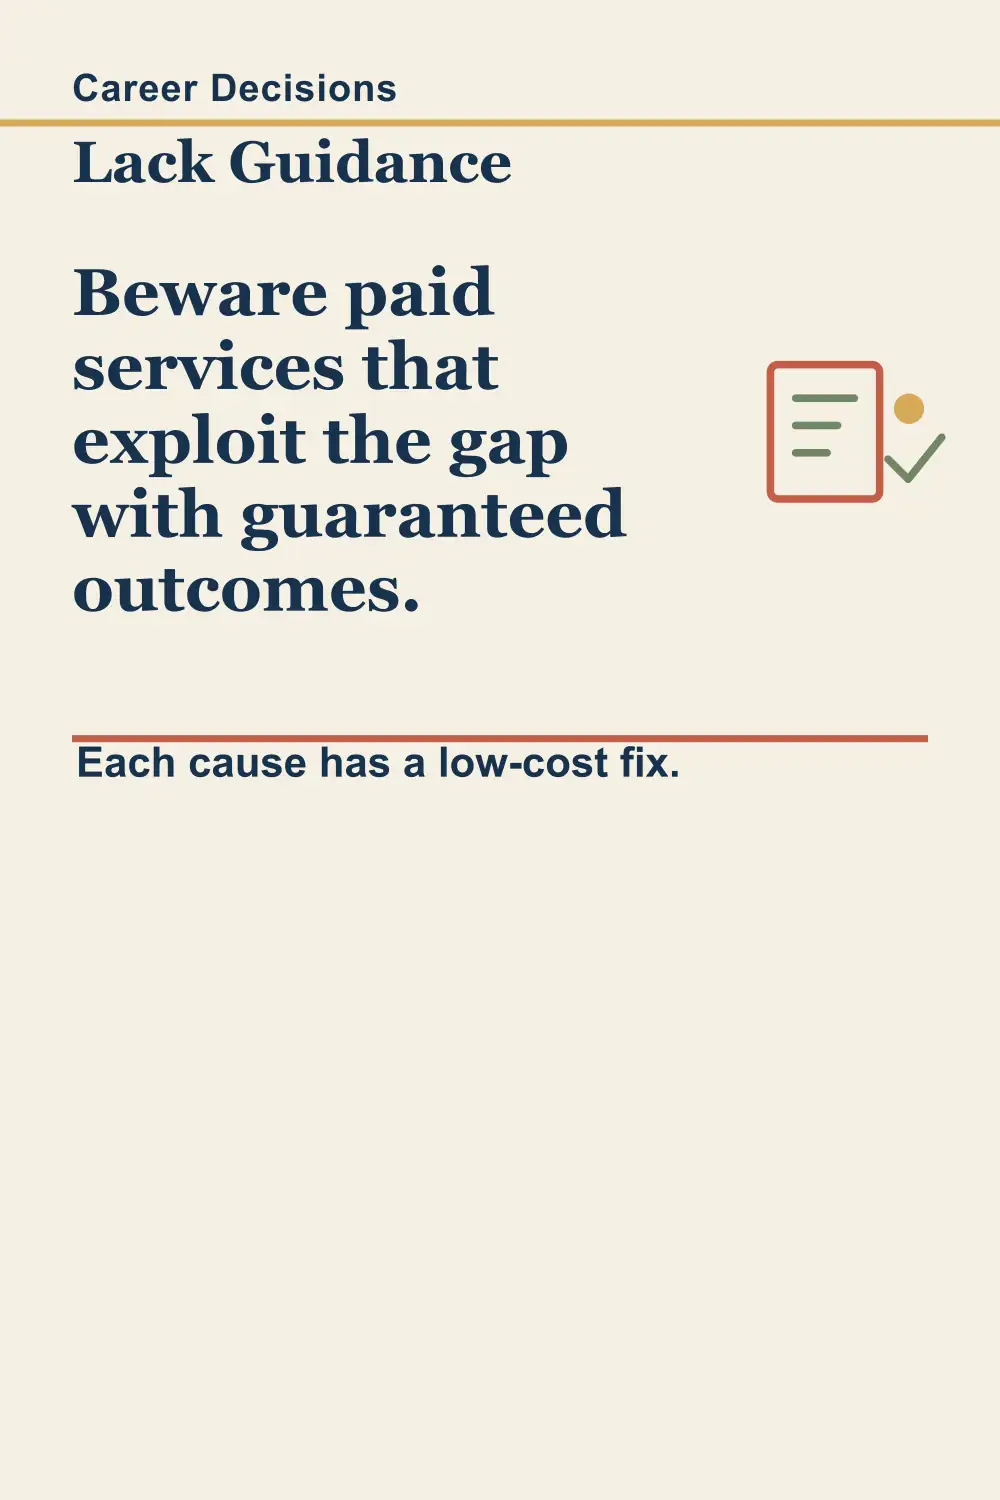 Career Decisions
Lack Guidance
Beware paid
services that
exploit the gap
with guaranteed
outcomes.
Each cause has a low-cost fix.